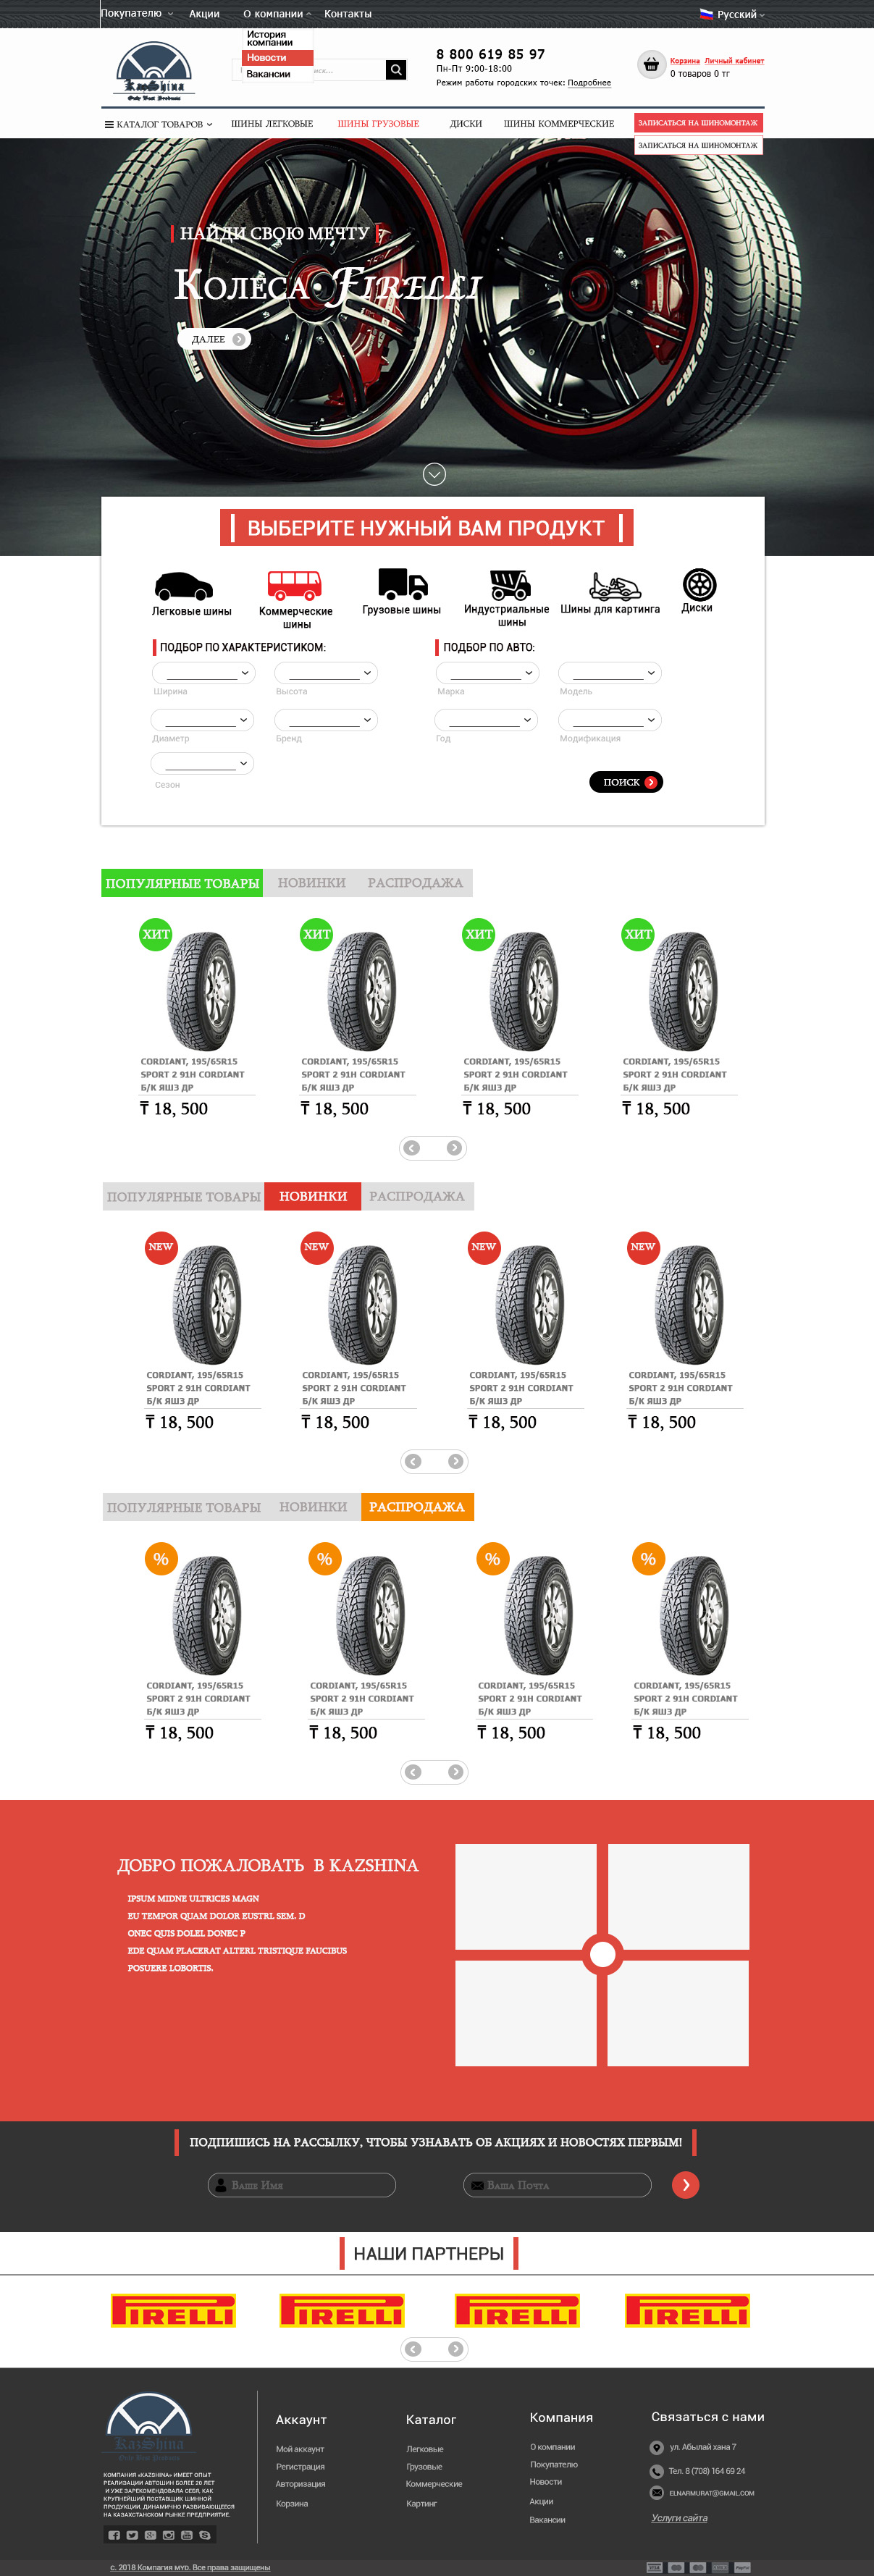 Покупателю Акции О компании Контакты Русский
История
компании
Новости
Вакансии
KazShina
8 800 619 85 97
Пн-Пт 9:00-18:00
Режим работы городских точек: Подробнее
Корзина Личный кабинет
0 товаров 0 тг
КАТАЛОГ ТОВАРОВ ШИНЫ ЛЕГКОВЫЕ ШИНЫ ГРУЗОВЫЕ ДИСКИ ШИНЫ КОММЕРЧЕСКИЕ ЗАПИСАТЬСЯ НА ШИНОМОНТАЖ
ЗАПИСАТЬСЯ НА ШИНОМОНТАЖ
НАЙДИ СВОЮ МЕЧТУ
Колеса· Firelli
ДАЛЕЕ
ВЫБЕРИТЕ НУЖНЫЙ ВАМ ПРОДУКТ
Легковые шины
Коммерческие
шины
Грузовые шины
Индустриальные
шины
Шины для картинга
Диски
ПОДБОР ПО ХАРАКТЕРИСТИКОМ: ПОДБОР ПО АВТО:
Ширина Высота Марка Модель
Диаметр Бренд Год Модификация
Сезон
ПОИСК
ПОПУЛЯРНЫЕ ТОВАРЫ НОВИНКИ РАСПРОДАЖА
ХИТ ХИТ ХИТ ХИТ
CORDIANT, 195/65R15 CORDIANT, 195/65R15 CORDIANT, 195/65R15 CORDIANT, 195/65R15
SPORT 2 91H CORDIANT SPORT 2 91H CORDIANT SPORT 2 91H CORDIANT SPORT 2 91H CORDIANT
Б/К ЯШЗ ДР Б/К ЯШЗ ДР Б/К ЯШЗ ДР Б/К ЯШЗ ДР
₸ 18, 500 ₸ 18, 500 ₸ 18, 500 ₸ 18, 500
ПОПУЛЯРНЫЕ ТОВАРЫ НОВИНКИ РАСПРОДАЖА
NEW NEW NEW NEW
CORDIANT, 195/65R15 CORDIANT, 195/65R15 CORDIANT, 195/65R15 CORDIANT, 195/65R15
SPORT 2 91H CORDIANT SPORT 2 91H CORDIANT SPORT 2 91H CORDIANT SPORT 2 91H CORDIANT
Б/К ЯШЗ ДР Б/К ЯШЗ ДР Б/К ЯШЗ ДР Б/К ЯШЗ ДР
₸ 18, 500 ₸ 18, 500 ₸ 18, 500 ₸ 18, 500
ПОПУЛЯРНЫЕ ТОВАРЫ НОВИНКИ РАСПРОДАЖА
% % % %
CORDIANT, 195/65R15 CORDIANT, 195/65R15 CORDIANT, 195/65R15 CORDIANT, 195/65R15
SPORT 2 91H CORDIANT SPORT 2 91H CORDIANT SPORT 2 91H CORDIANT SPORT 2 91H CORDIANT
Б/К ЯШЗ ДР Б/К ЯШЗ ДР Б/К ЯШЗ ДР Б/К ЯШЗ ДР
₸ 18, 500 ₸ 18, 500 ₸ 18, 500 ₸ 18, 500
ДОБРО ПОЖАЛОВАТЬ В KAZSHINA
IPSUM MIDNE ULTRICES MAGN
EU TEMPOR QUAM DOLOR EUSTRL SEM. D
ONEC QUIS DOLEL DONEC P
EDE QUAM PLACERAT ALTERL TRISTIQUE FAUCIBUS
POSUERE LOBORTIS.
ПОДПИШИСЬ НА РАССЫЛКУ, ЧТОБЫ УЗНАВАТЬ ОБ АКЦИЯХ И НОВОСТЯХ ПЕРВЫМ!
Ваше Имя Ваша Почта
НАШИ ПАРТНЕРЫ
PIRELLI PIRELLI PIRELLI PIRELLI
KazShina
КОМПАНИЯ «KAZSHINA» ИМЕЕТ ОПЫТ
РЕАЛИЗАЦИИ АВТОШИН БОЛЕЕ 20 ЛЕТ
И УЖЕ ЗАРЕКОМЕНДОВАЛА СЕБЯ, КАК
КРУПНЕЙШИЙ ПОСТАВЩИК ШИННОЙ
ПРОДУКЦИИ, ДИНАМИЧНО РАЗВИВАЮЩЕЕСЯ
НА КАЗАХСТАНСКОМ РЫНКЕ ПРЕДПРИЯТИЕ.
Аккаунт
Мой аккаунт
Регистрация
Авторизация
Корзина
Каталог
Легковые
Грузовые
Коммерческие
Картинг
Компания
О компании
Покупателю
Новости
Акции
Вакансии
Связаться с нами
ул. Абылай хана 7
Тел. 8 (708) 164 69 24
ELNARMURAT@GMAIL.COM
Услуги сайта
с. 2018 Компагия мур. Все права защищены